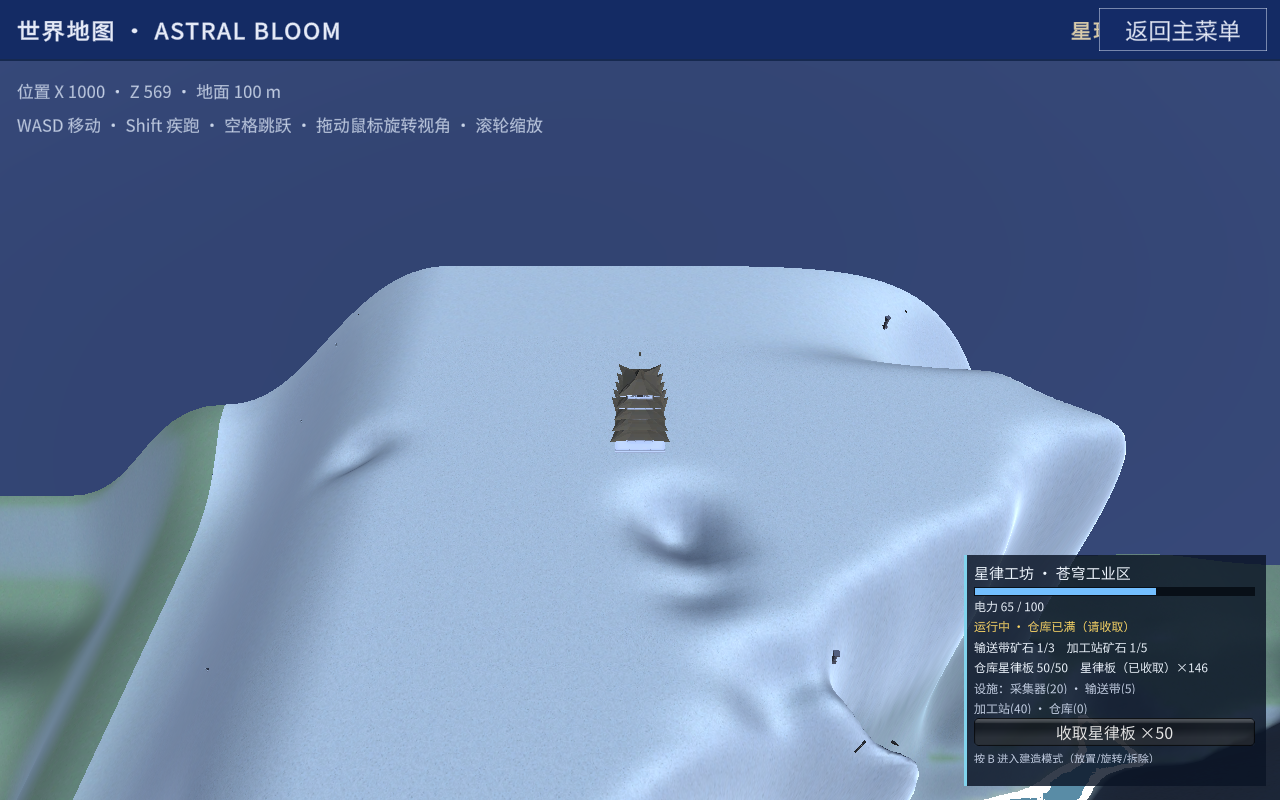 世界地图 · ASTRAL BLOOM
星
返回主菜单
位置 X 1000 · Z 569 · 地面 100 m
WASD 移动 · Shift 疾跑 · 空格跳跃 · 拖动鼠标旋转视角 · 滚轮缩放
星律工坊 · 苍穹工业区
电力 65 / 100
运行中 · 仓库已满（请收取）
输送带矿石 1/3 加工站矿石 1/5
仓库星律板 50/50 星律板（已收取）×146
设施：采集器(20) · 输送带(5)
加工站(40) · 仓库(0)
收取星律板 ×50
按 B 进入建造模式（放置/旋转/拆除）